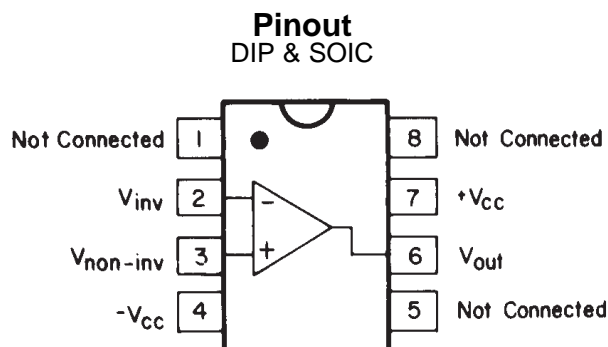 Pinout
DIP & SOIC
Not Connected 1 8 Not Connected
Vinv 2 - 7 +Vcc
Vnon-inv 3 + 6 Vout
-Vcc 4 5 Not Connected